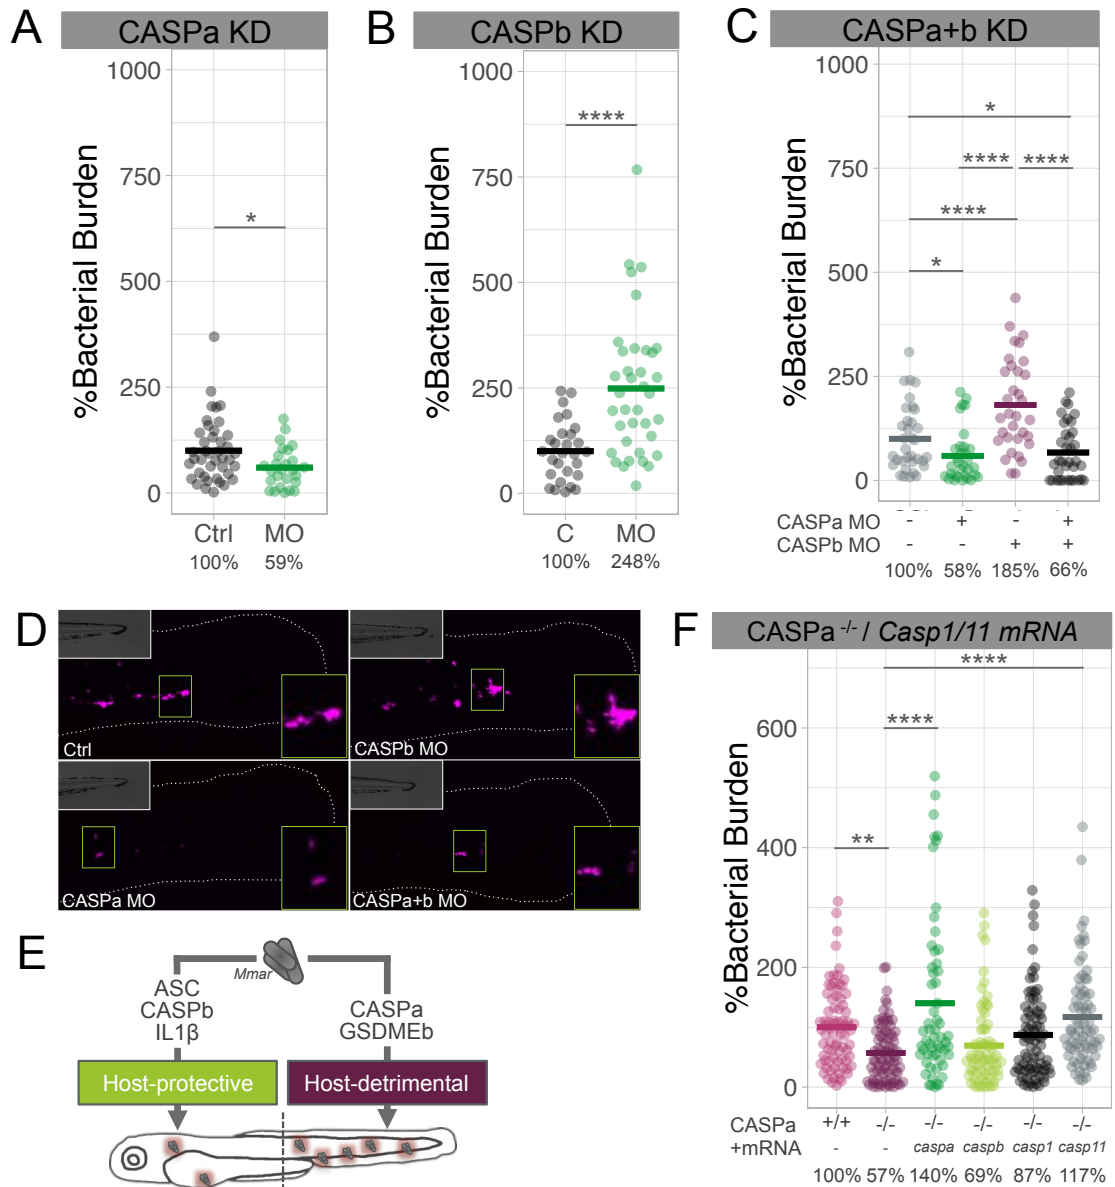 A
CASPa KD
%Bacterial Burden
1000
750
500
250
0
*
Ctrl MO
100% 59%
B
CASPb KD
%Bacterial Burden
1000
750
500
250
0
****
C MO
100% 248%
C
CASPa+b KD
%Bacterial Burden
1000
750
500
250
0
*
**** ****
****
*
CASPa MO - + - +
CASPb MO - - + +
100% 58% 185% 66%
D
Ctrl
CASPb MO
CASPa MO
CASPa+b MO
E
Mmar
ASC
CASPb
IL1β
CASPa
GSDMEb
Host-protective
Host-detrimental
F
CASPa -/- / Casp1/11 mRNA
%Bacterial Burden
600
400
200
0
****
****
**
CASPa +/+ -/- -/- -/- -/- -/-
+mRNA - - caspa caspb casp1 casp11
100% 57% 140% 69% 87% 117%